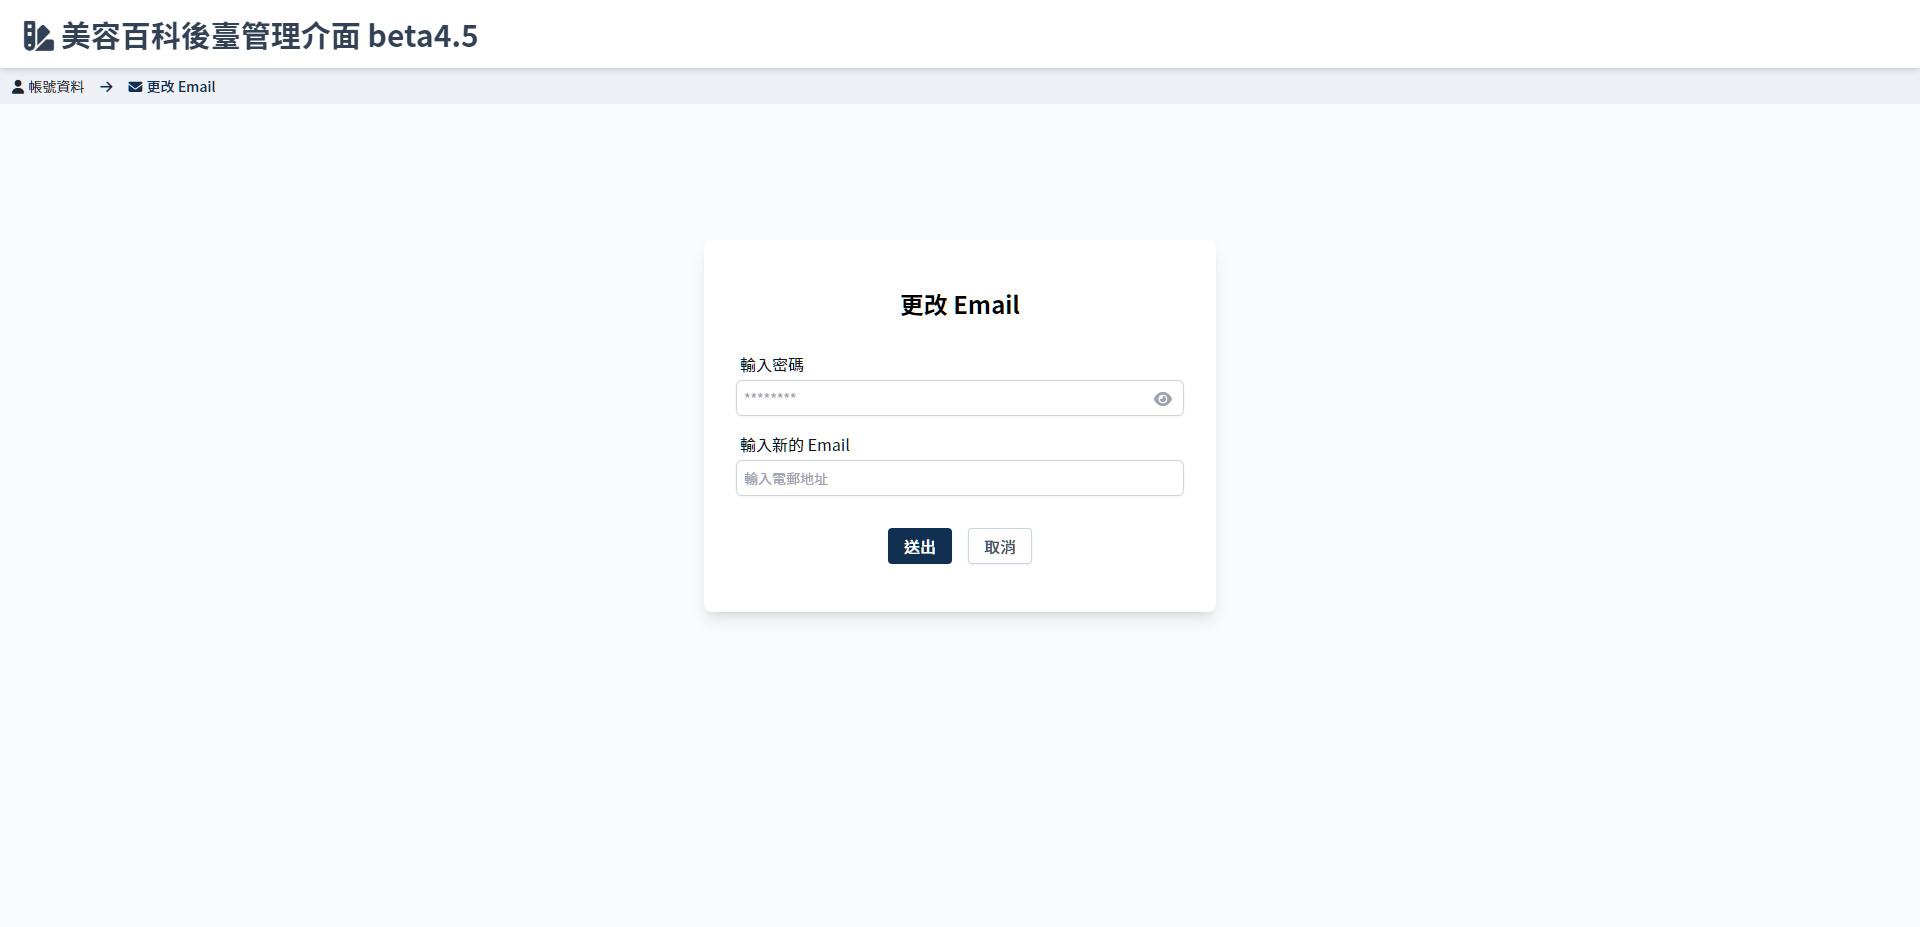 美容百科後臺管理介面 beta4.5
帳號資料 → 更改 Email
更改 Email
輸入密碼
********
輸入新的 Email
輸入電郵地址
送出 取消